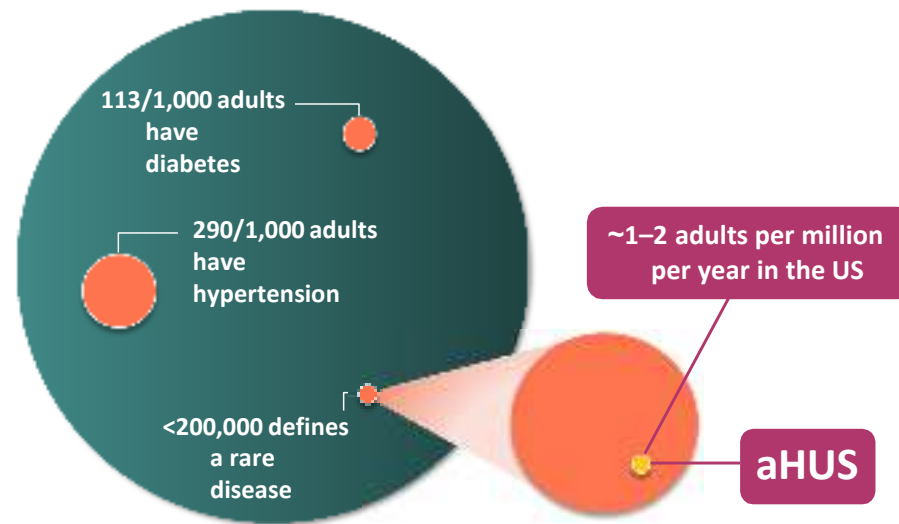 113/1,000 adults
have
diabetes
290/1,000 adults
have
hypertension
<200,000 defines
a rare
disease
~1–2 adults per million
per year in the US
aHUS